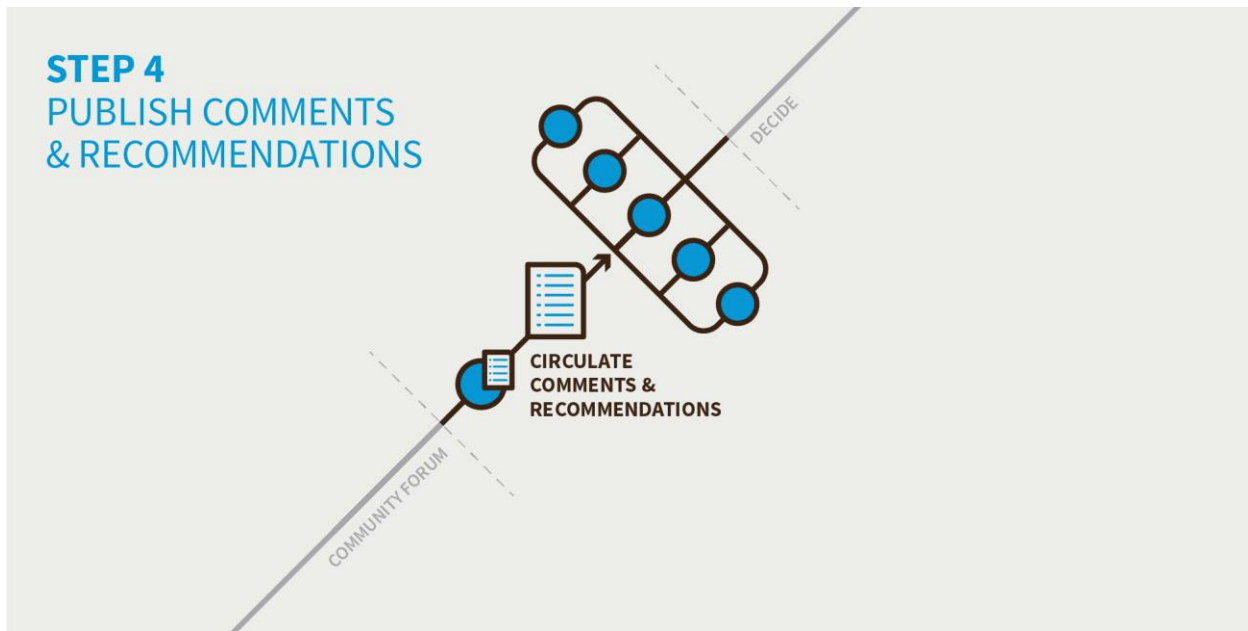 STEP 4
PUBLISH COMMENTS
& RECOMMENDATIONS
DECIDE
CIRCULATE
COMMENTS &
RECOMMENDATIONS
COMMUNITY FORUM